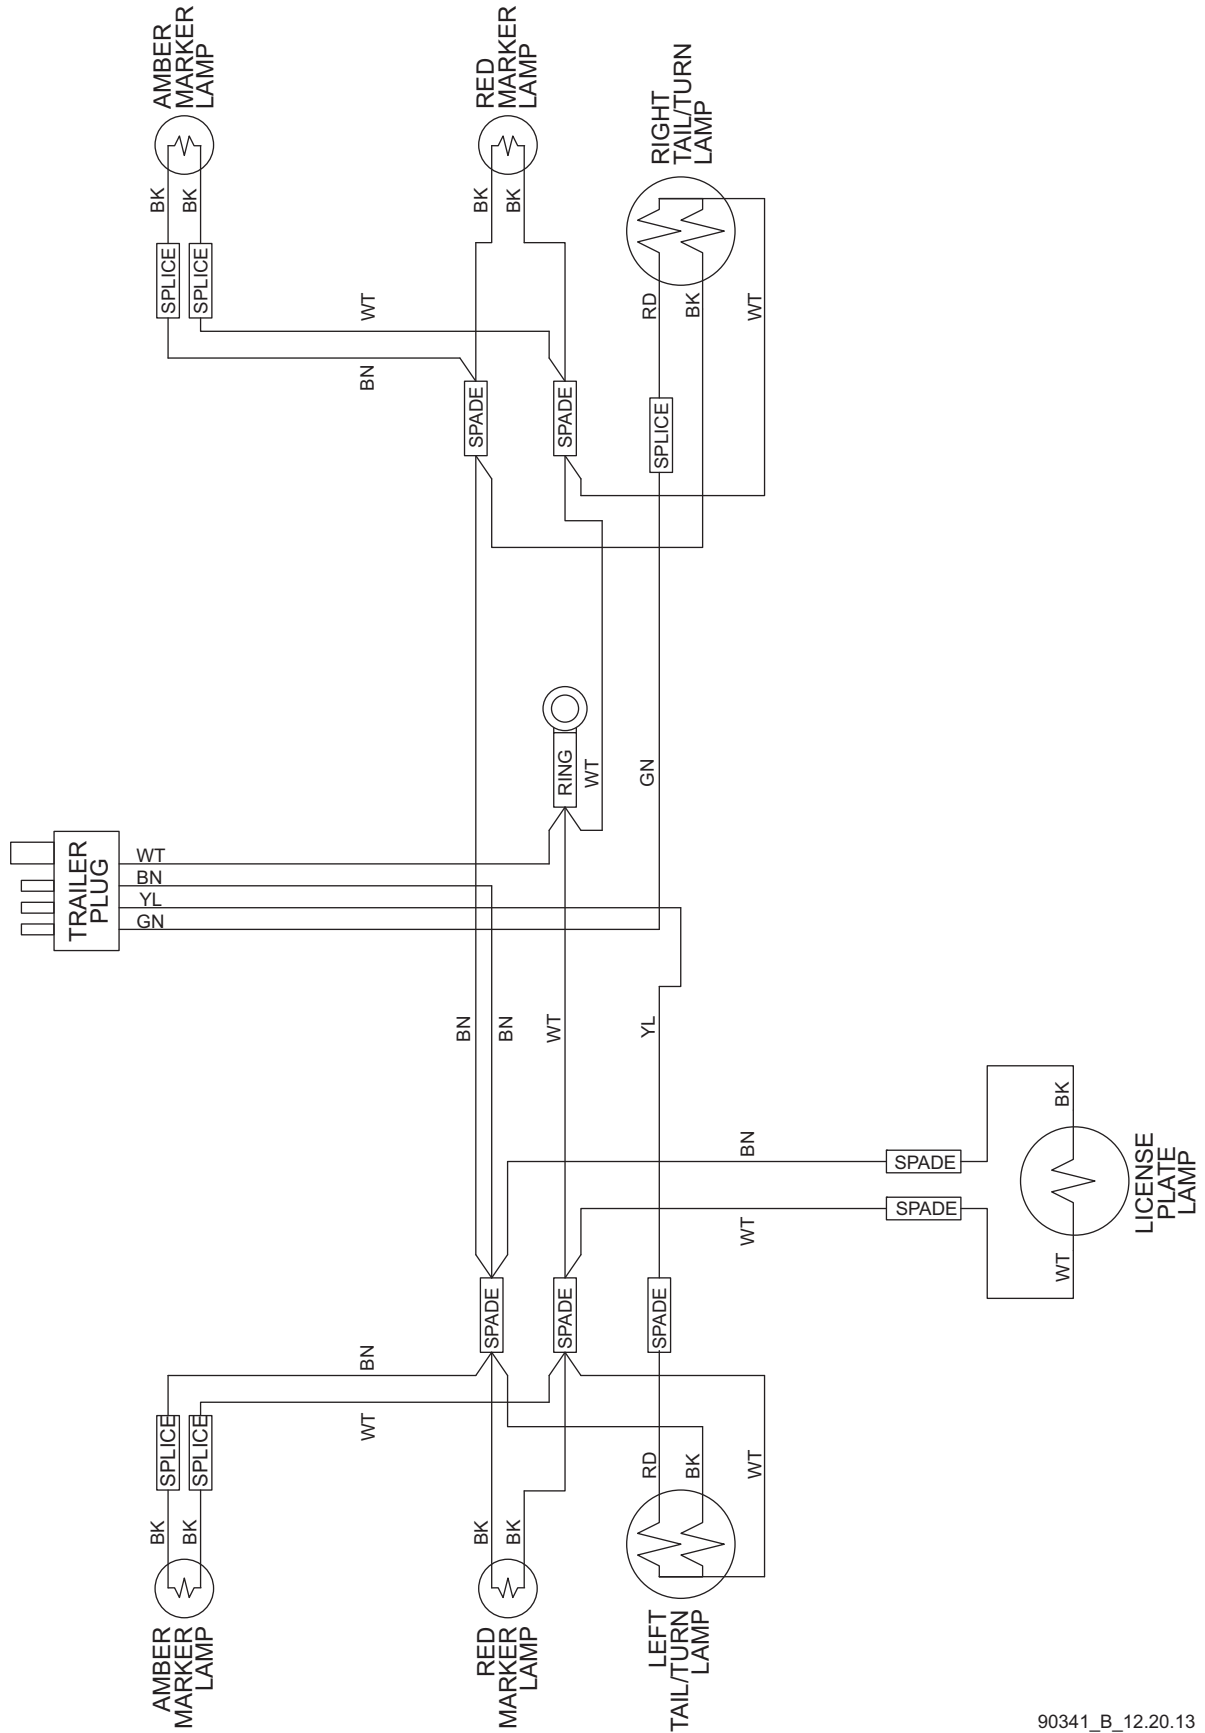 AMBER
MARKER
LAMP
RED
MARKER
LAMP
RIGHT
TAIL/TURN
LAMP
BK
BK
BK
BK
SPLICE
SPLICE
RD
BK
WT
WT
BN
SPADE
SPADE
SPLICE
RING
WT
GN
TRAILER
PLUG
WT
BN
YL
GN
BN
BN
WT
YL
BN
WT
SPADE
SPADE
BK
WT
LICENSE
PLATE
LAMP
SPADE
SPADE
SPADE
BN
WT
SPLICE
SPLICE
RD
BK
WT
BK
BK
BK
BK
AMBER
MARKER
LAMP
RED
MARKER
LAMP
LEFT
TAIL/TURN
LAMP
90341_B_12.20.13